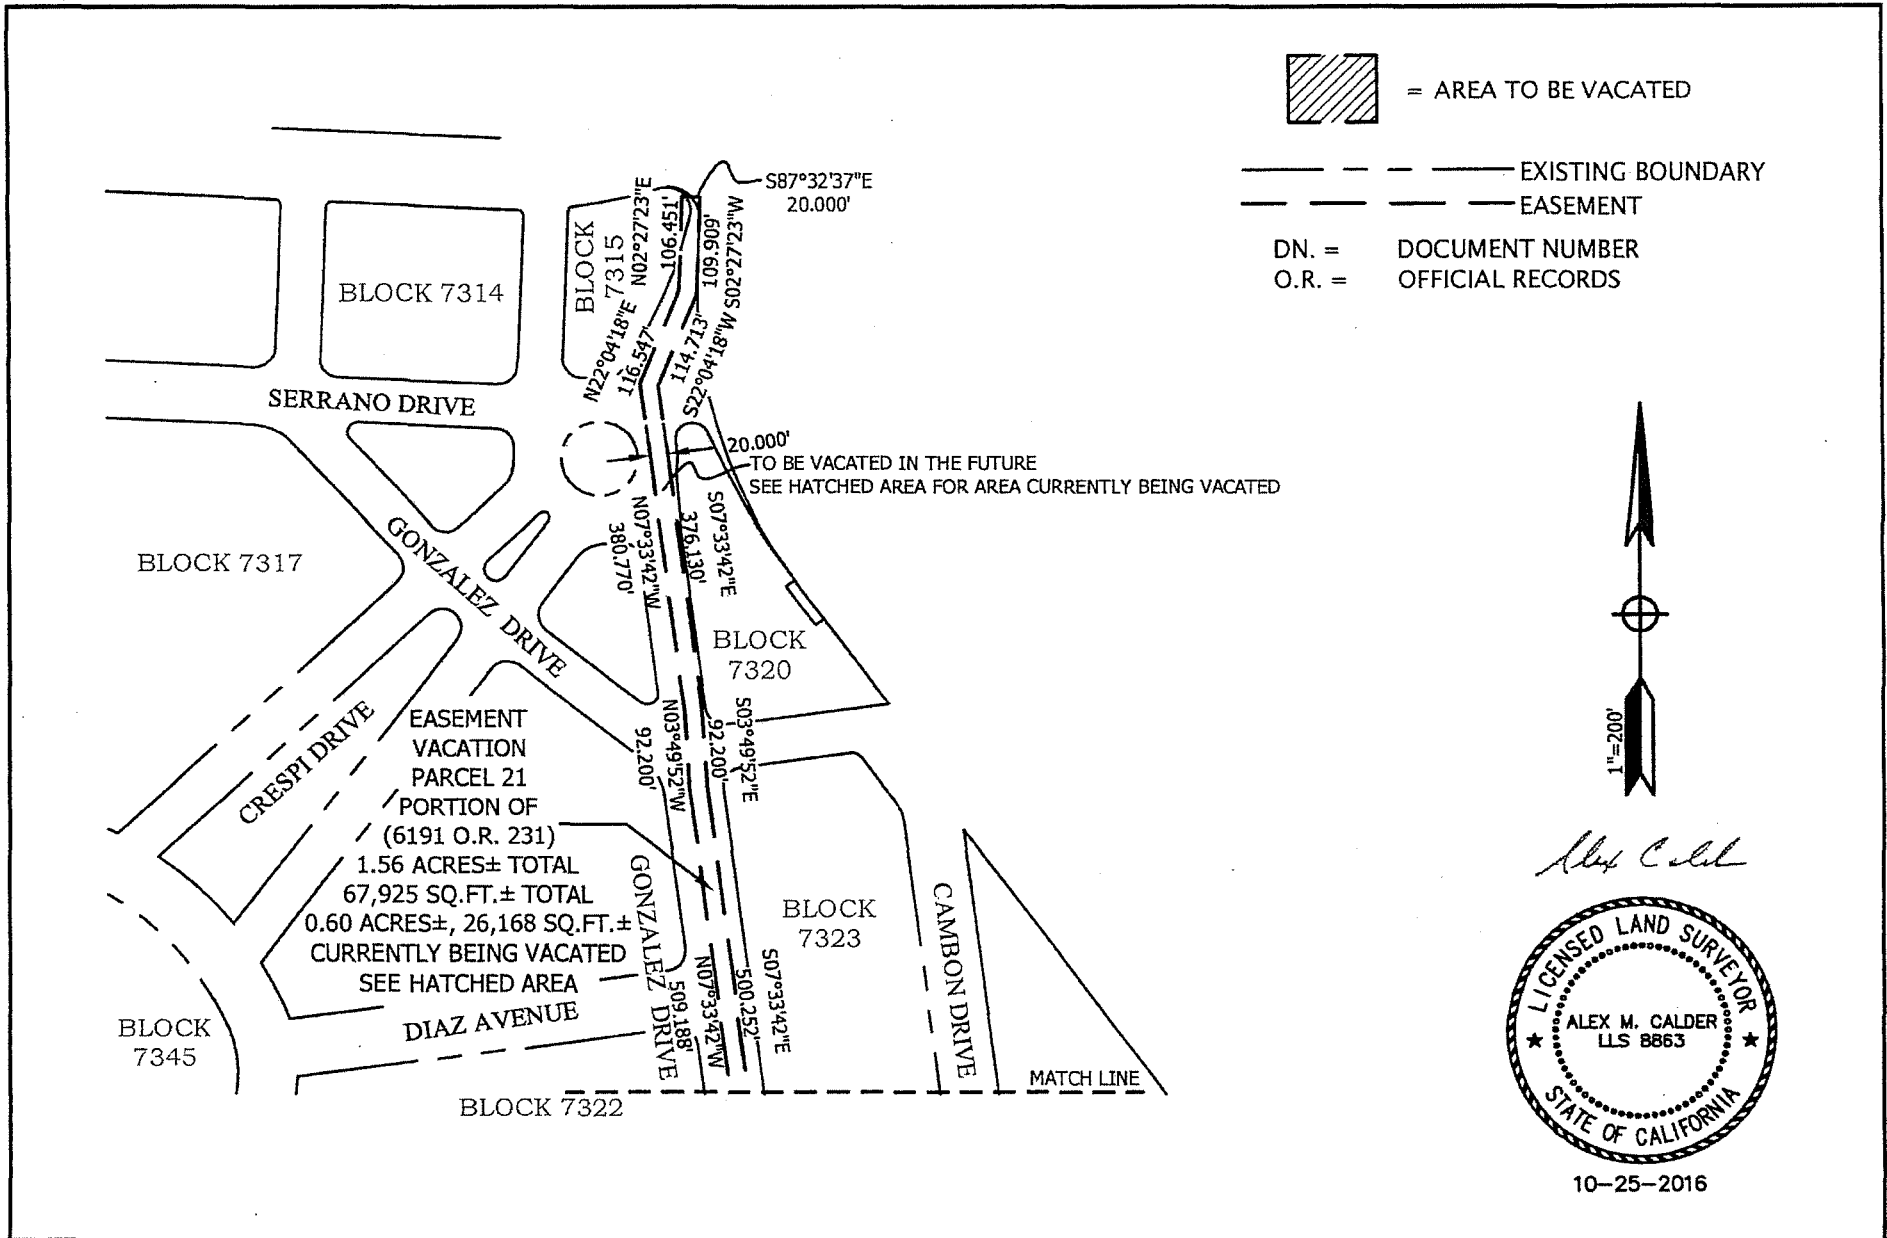 = AREA TO BE VACATED
EXISTING BOUNDARY
EASEMENT
DN. = DOCUMENT NUMBER
O.R. = OFFICIAL RECORDS
S87°32'37"E
20.000'
BLOCK
7315
N02°27'23"E
106.451'
109.909'
S02°27'23"W
BLOCK 7314
N22°04'18"E
116.547'
114.713'
S22°04'18"W
SERRANO DRIVE
20.000'
TO BE VACATED IN THE FUTURE
SEE HATCHED AREA FOR AREA CURRENTLY BEING VACATED
GONZALEZ DRIVE
BLOCK 7317
N07°33'42"W
380.770'
376.130'
S07°33'42"E
BLOCK
7320
CRESPI DRIVE
N03°49'52"W
92.200'
92.200'
S03°49'52"E
EASEMENT
VACATION
PARCEL 21
PORTION OF
(6191 O.R. 231)
1.56 ACRES± TOTAL
67,925 SQ.FT.± TOTAL
0.60 ACRES±, 26,168 SQ.FT.±
CURRENTLY BEING VACATED
SEE HATCHED AREA
GONZALEZ DRIVE
BLOCK
7323
CAMBON DRIVE
N07°33'42"W
509.188'
500.252'
S07°33'42"E
DIAZ AVENUE
BLOCK
7345
MATCH LINE
BLOCK 7322
1"=200'
Alex Calder
LICENSED LAND SURVEYOR
ALEX M. CALDER
LLS 8863
STATE OF CALIFORNIA
10-25-2016